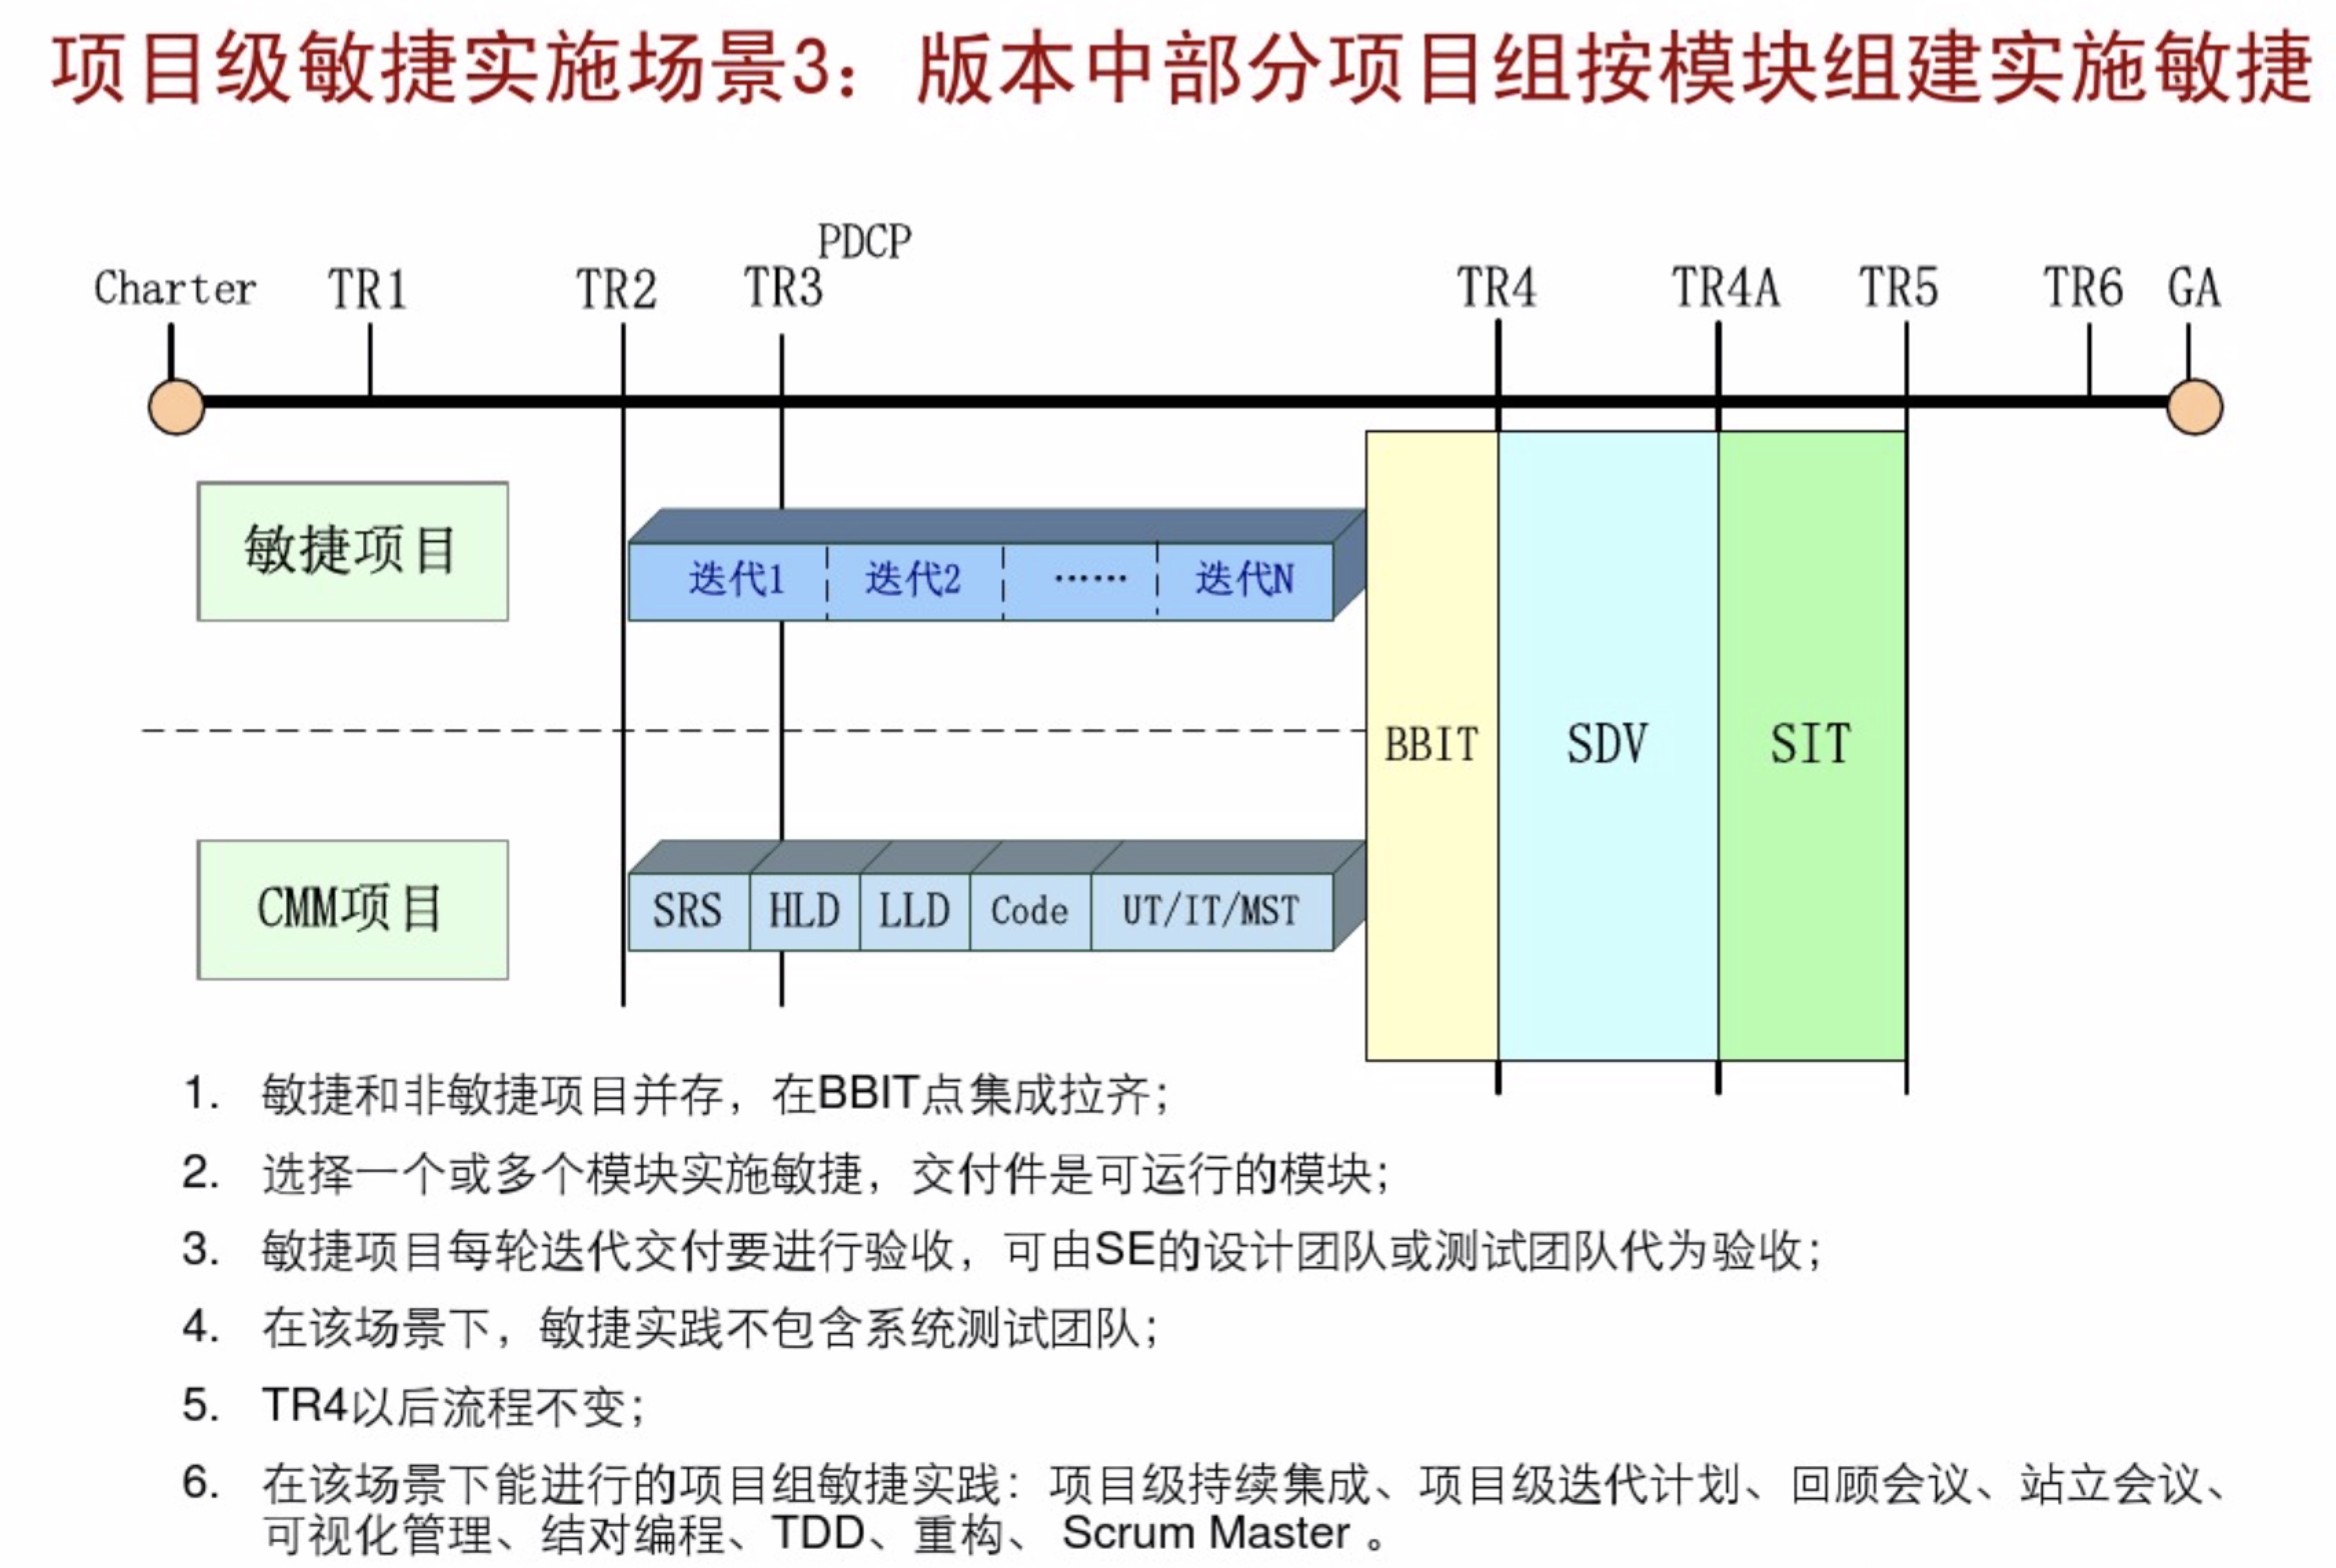 项目级敏捷实施场景3：版本中部分项目组按模块组建实施敏捷
PDCP
Charter TR1 TR2 TR3 TR4 TR4A TR5 TR6 GA
敏捷项目
迭代1 迭代2 …… 迭代N
BBIT SDV SIT
CMM项目
SRS HLD LLD Code UT/IT/MST
1. 敏捷和非敏捷项目并存，在BBIT点集成拉齐；
2. 选择一个或多个模块实施敏捷，交付件是可运行的模块；
3. 敏捷项目每轮迭代交付要进行验收，可由SE的设计团队或测试团队代为验收；
4. 在该场景下，敏捷实践不包含系统测试团队；
5. TR4以后流程不变；
6. 在该场景下能进行的项目组敏捷实践：项目级持续集成、项目级迭代计划、回顾会议、站立会议、
可视化管理、结对编程、TDD、重构、 Scrum Master 。